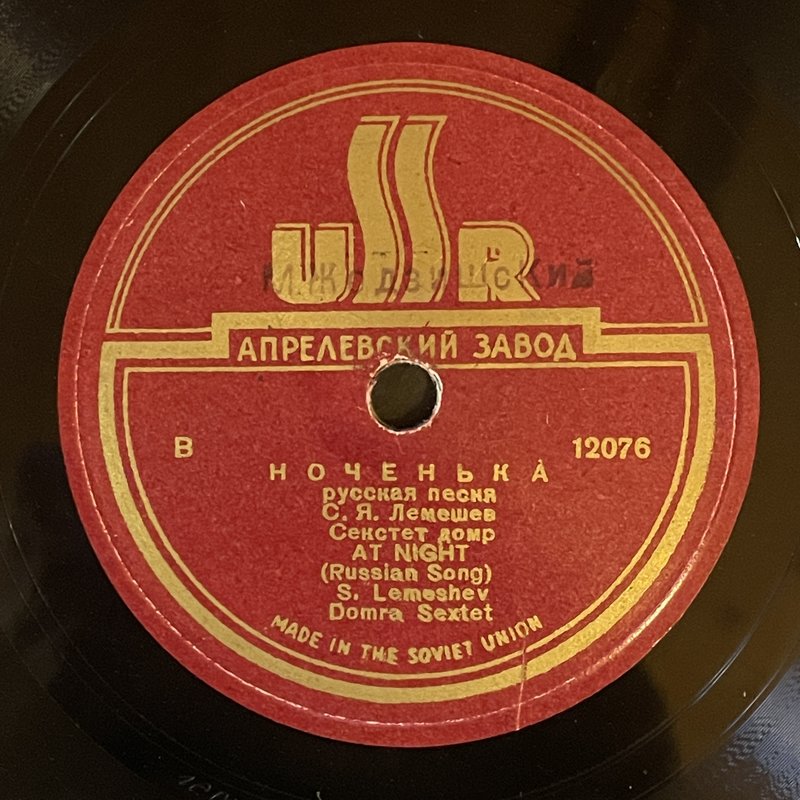 USSR
АПРЕЛЕВСКИЙ ЗАВОД
В 12076
НОЧЕНЬКА
русская песня
С. Я. Лемешев
Секстет домр
AT NIGHT
(Russian Song)
S. Lemeshev
Domra Sextet
MADE IN THE SOVIET UNION